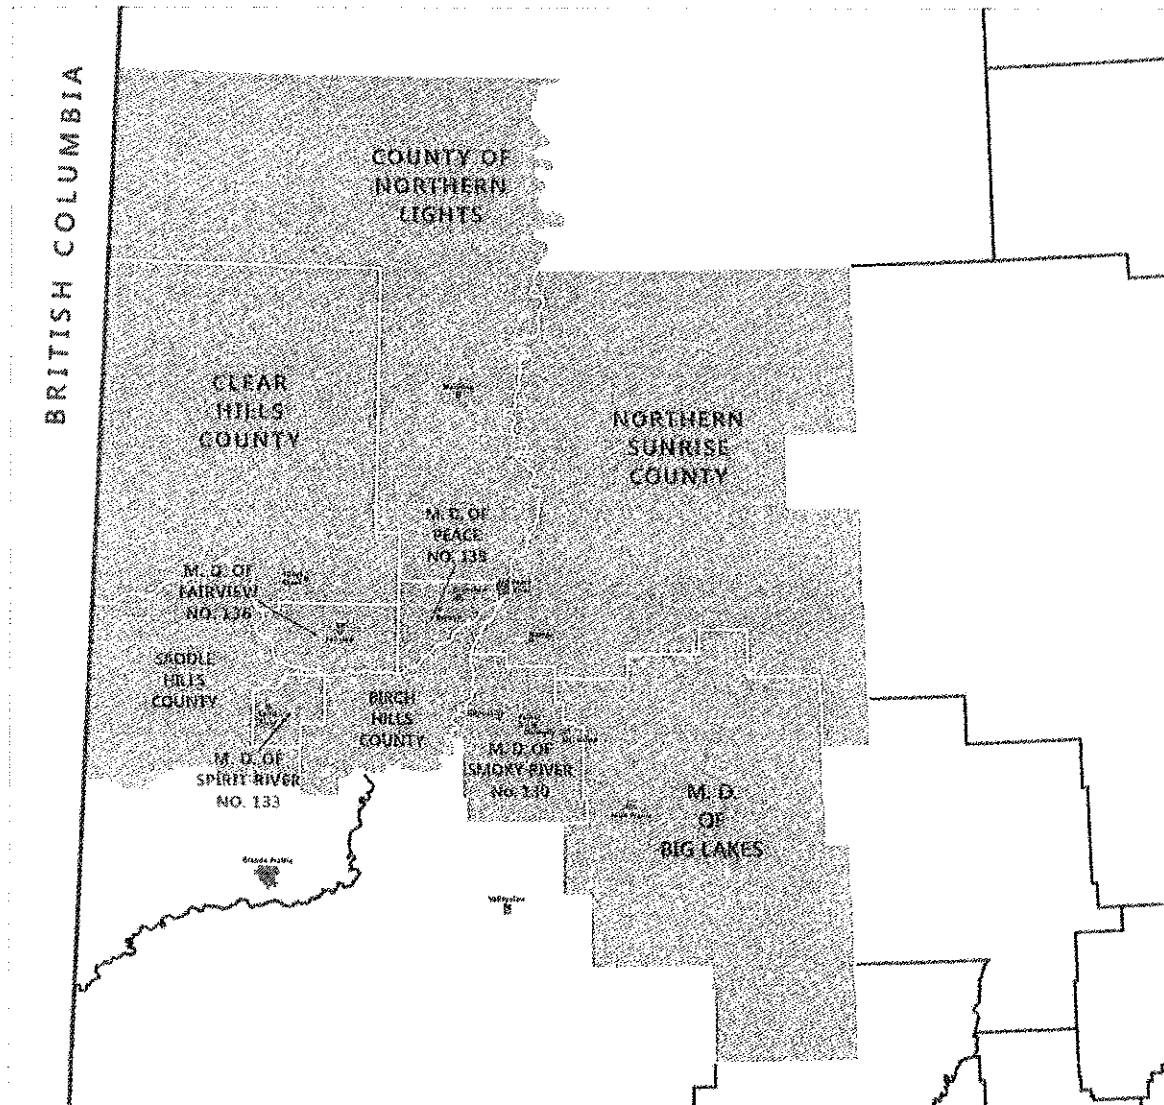 BRITISH COLUMBIA
COUNTY OF
NORTHERN
LIGHTS
CLEAR
HILLS
COUNTY
NORTHERN
SUNRISE
COUNTY
M. D. OF
PEACE
NO. 135
M. D. OF
FAIRVIEW
NO. 136
SADDLE
HILLS
COUNTY
BIRCH
HILLS
COUNTY
M. D. OF
SPIRIT RIVER
NO. 133
M. D. OF
SMOKY RIVER
No. 130
M. D.
OF
BIG LAKES
Grande Prairie
Valleyview